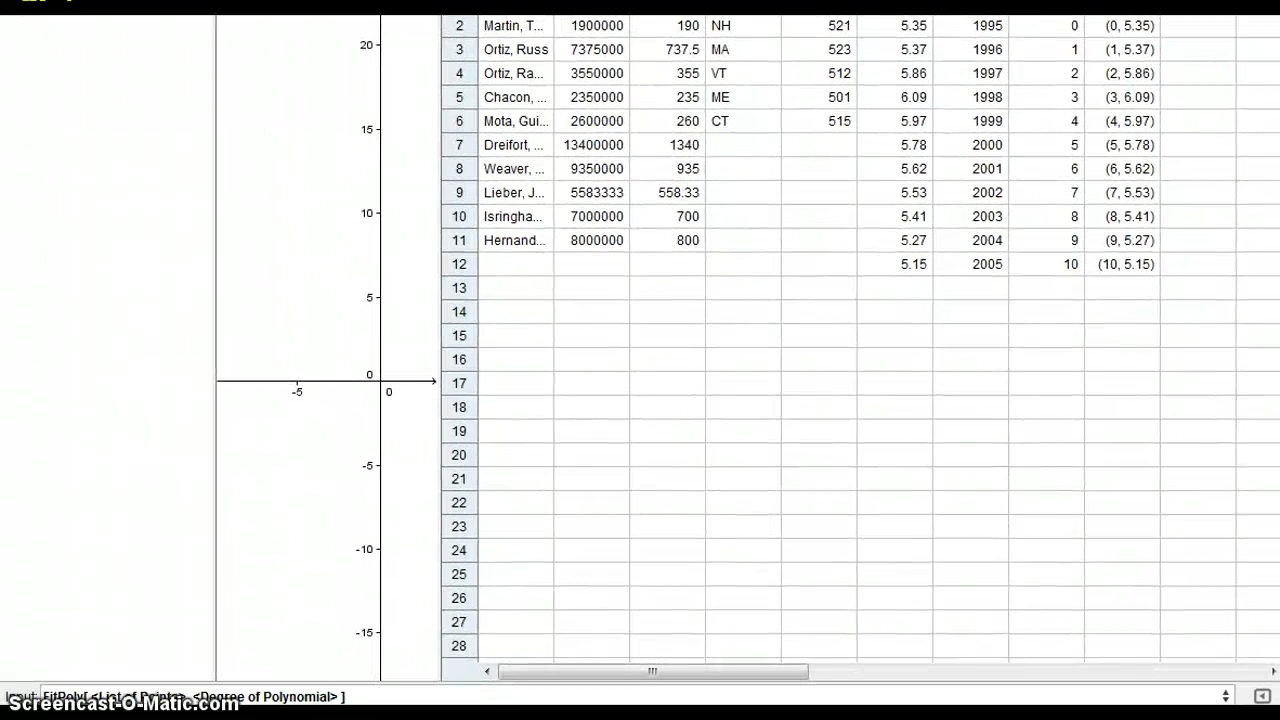 20
15
10
5
0
-5 0
-5
-10
-15
2 Martin, T... 1900000 190 NH 521 5.35 1995 0 (0, 5.35)
3 Ortiz, Russ 7375000 737.5 MA 523 5.37 1996 1 (1, 5.37)
4 Ortiz, Ra... 3550000 355 VT 512 5.86 1997 2 (2, 5.86)
5 Chacon, ... 2350000 235 ME 501 6.09 1998 3 (3, 6.09)
6 Mota, Gui... 2600000 260 CT 515 5.97 1999 4 (4, 5.97)
7 Dreifort, ... 13400000 1340 5.78 2000 5 (5, 5.78)
8 Weaver, ... 9350000 935 5.62 2001 6 (6, 5.62)
9 Lieber, J... 5583333 558.33 5.53 2002 7 (7, 5.53)
10 Isringha... 7000000 700 5.41 2003 8 (8, 5.41)
11 Hernand... 8000000 800 5.27 2004 9 (9, 5.27)
12 5.15 2005 10 (10, 5.15)
13
14
15
16
17
18
19
20
21
22
23
24
25
26
27
28
Input: FitPoly[ <List of Points>, <Degree of Polynomial> ]
Screencast-O-Matic.com